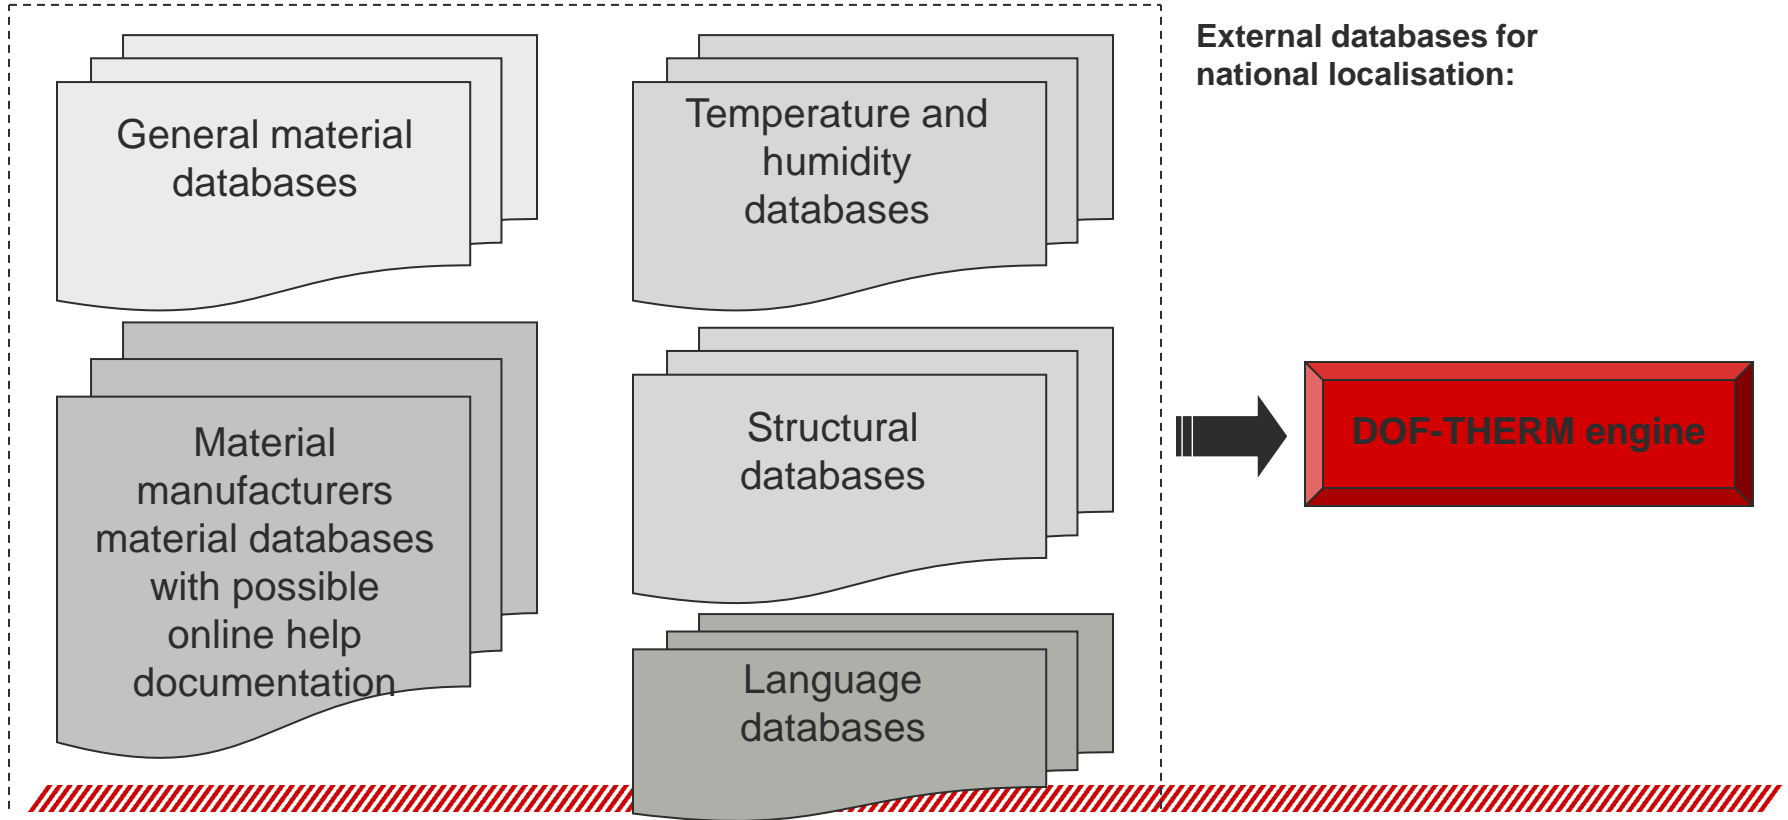 External databases for
national localisation:
General material
databases
Temperature and
humidity
databases
Material
manufacturers
material databases
with possible
online help
documentation
Structural
databases
Language
databases
DOF-THERM engine